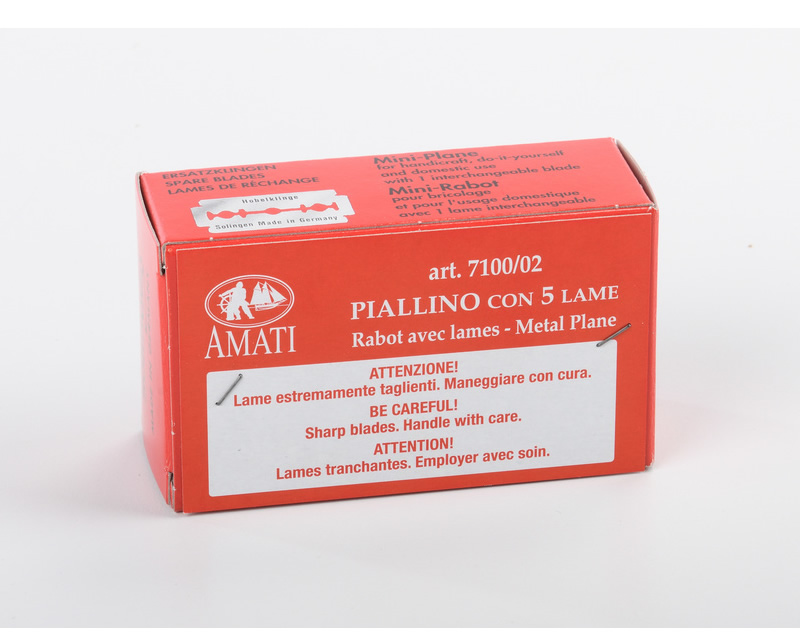 ERSATZKLINGEN
SPARE BLADES
LAMES DE RÉCHANGE
Hobelklinge
Solingen Made in Germany
Mini-Plane
for handicraft, do-it-yourself
and domestic use
with 1 interchangeable blade
Mini-Rabot
pour bricolage
et pour l'usage domestique
avec 1 lame interchangeable
AMATI
art. 7100/02
PIALLINO CON 5 LAME
Rabot avec lames - Metal Plane
ATTENZIONE!
Lame estremamente taglienti. Maneggiare con cura.
BE CAREFUL!
Sharp blades. Handle with care.
ATTENTION!
Lames tranchantes. Employer avec soin.